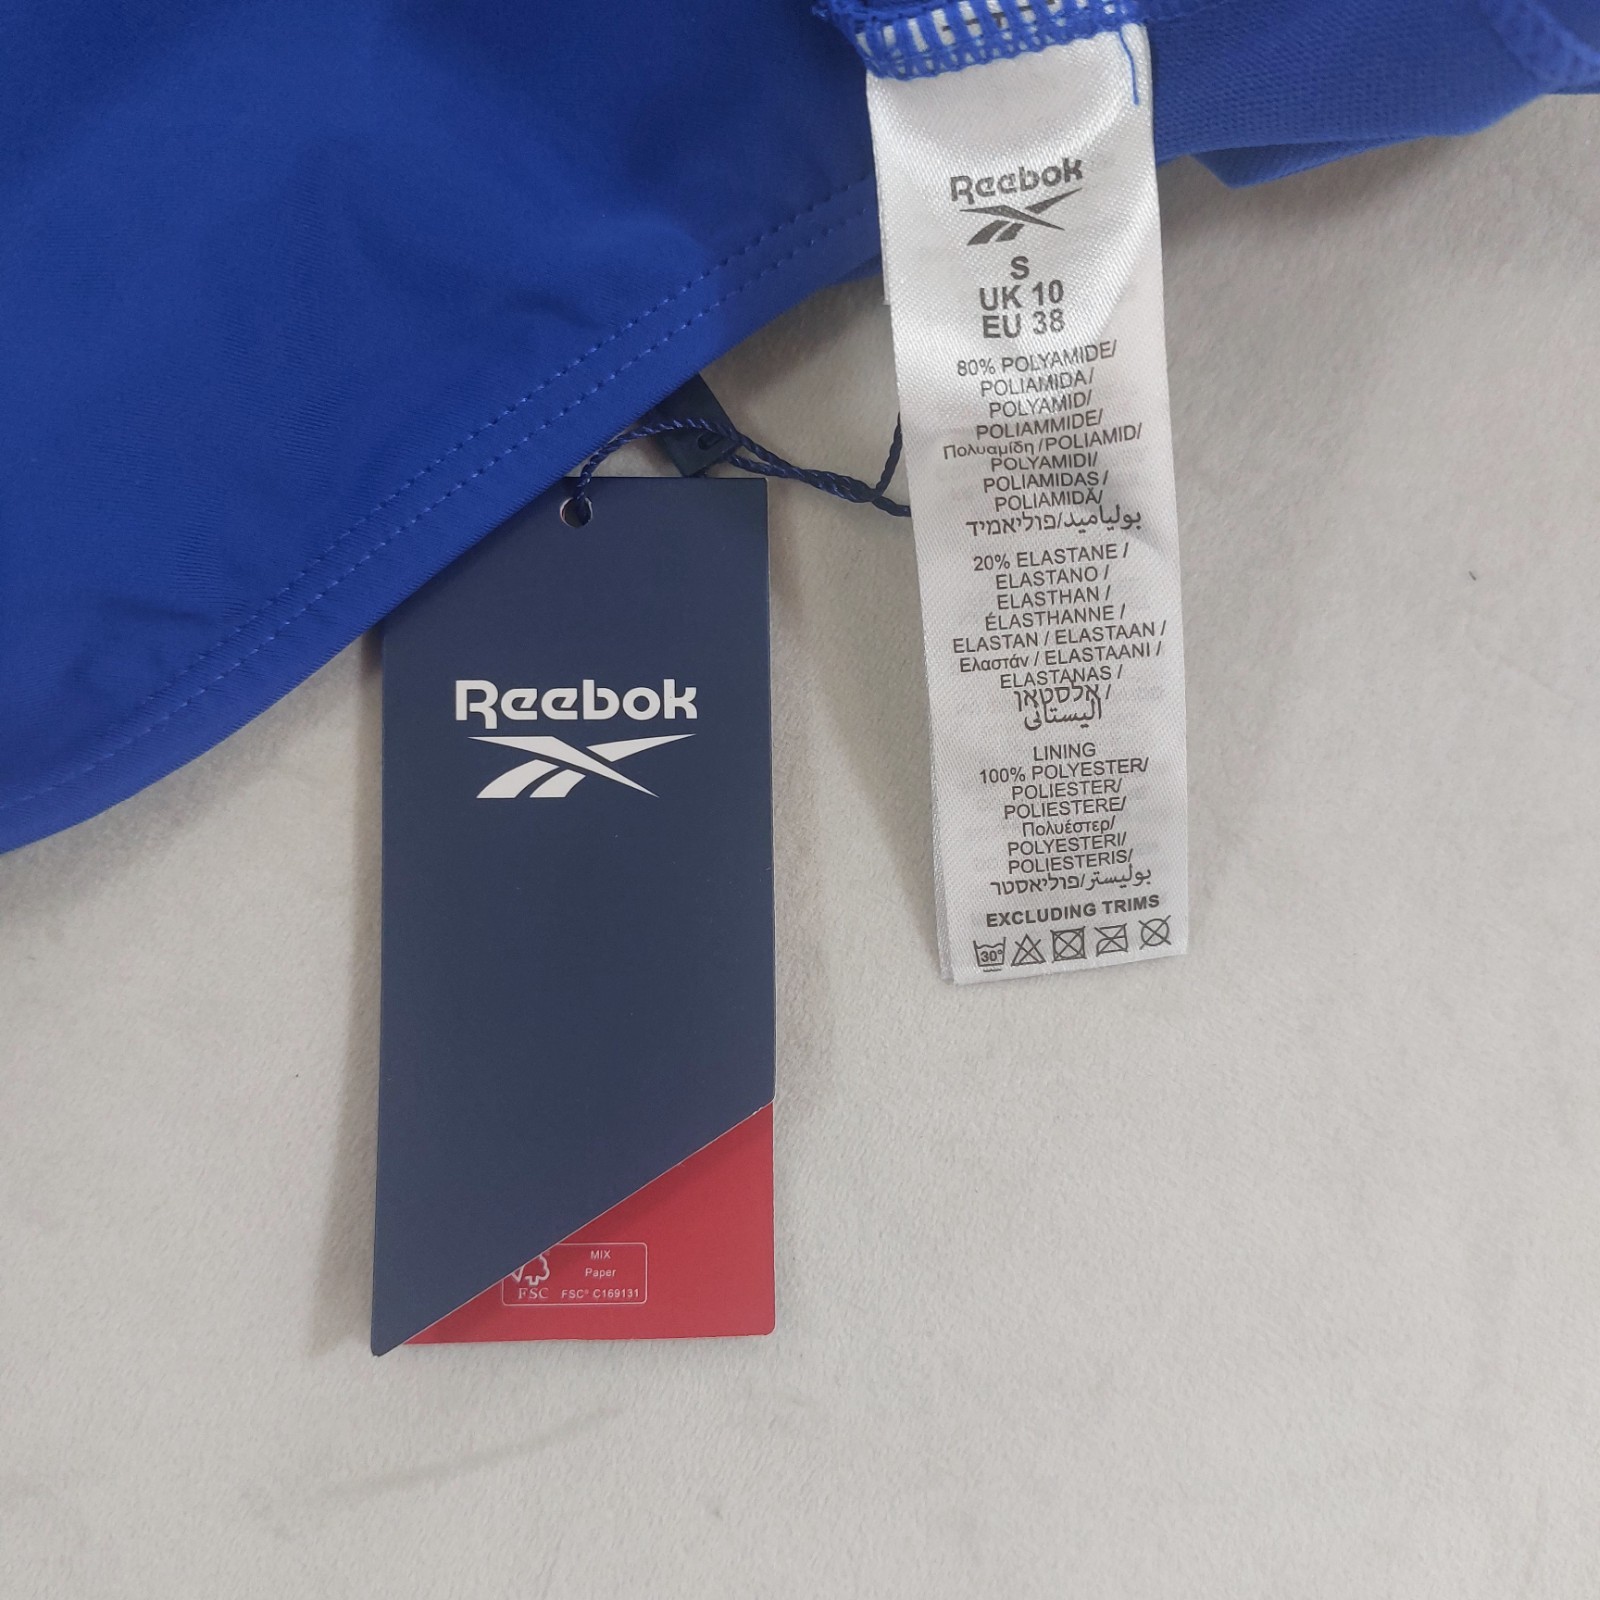 Reebok
S
UK 10
EU 38
80% POLYAMIDE/
POLIAMIDA/
POLYAMID/
POLIAMMIDE/
Πολυαμίδη/POLIAMID/
POLYAMIDI/
POLIAMIDAS/
POLIAMIDĂ/
بولياميد/פוליאמיד
20% ELASTANE /
ELASTANO /
ELASTHAN /
ÉLASTHANNE /
ELASTAN / ELASTAAN /
Ελαστάν / ELASTAANI /
ELASTANAS /
אלסטאן /
اليستاني
LINING
100% POLYESTER/
POLIESTER/
POLIESTERE/
Πολυέστερ/
POLYESTERI/
POLIESTERIS/
بوليستر/פוליאסטר
EXCLUDING TRIMS
30°
Reebok
MIX
Paper
FSC
FSC® C169131